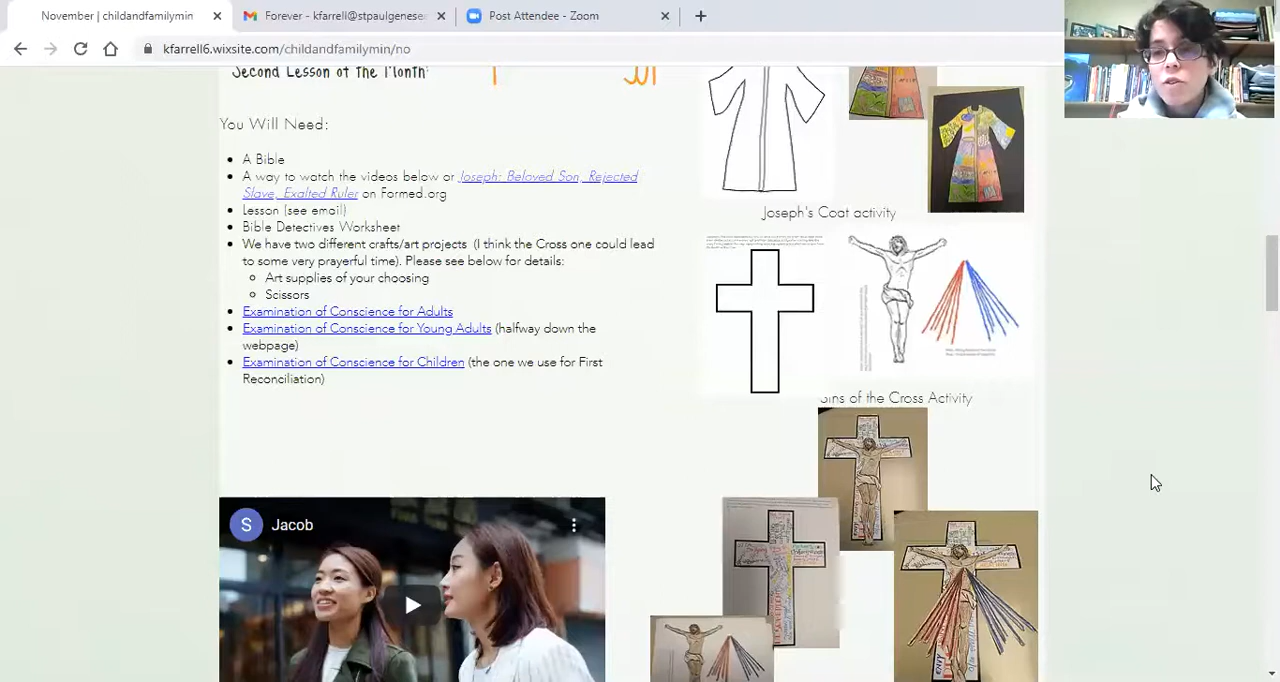 November | childandfamilymin
Forever - kfarrell@stpaulgenese
Post Attendee - Zoom
kfarrell6.wixsite.com/childandfamilymin/no
Second Lesson of the Month:
You Will Need:
A Bible
A way to watch the videos below or Joseph: Beloved Son, Rejected
Slave, Exalted Ruler on Formed.org
Lesson (see email)
Bible Detectives Worksheet
We have two different crafts/art projects (I think the Cross one could lead
to some very powerful time). Please see below for details:
Art supplies of your choosing
Scissors
Examination of Conscience for Adults
Examination of Conscience for Young Adults (halfway down the
webpage)
Examination of Conscience for Children (the one we use for First
Reconciliation)
Joseph's Coat activity
Sins of the Cross Activity
S
Jacob